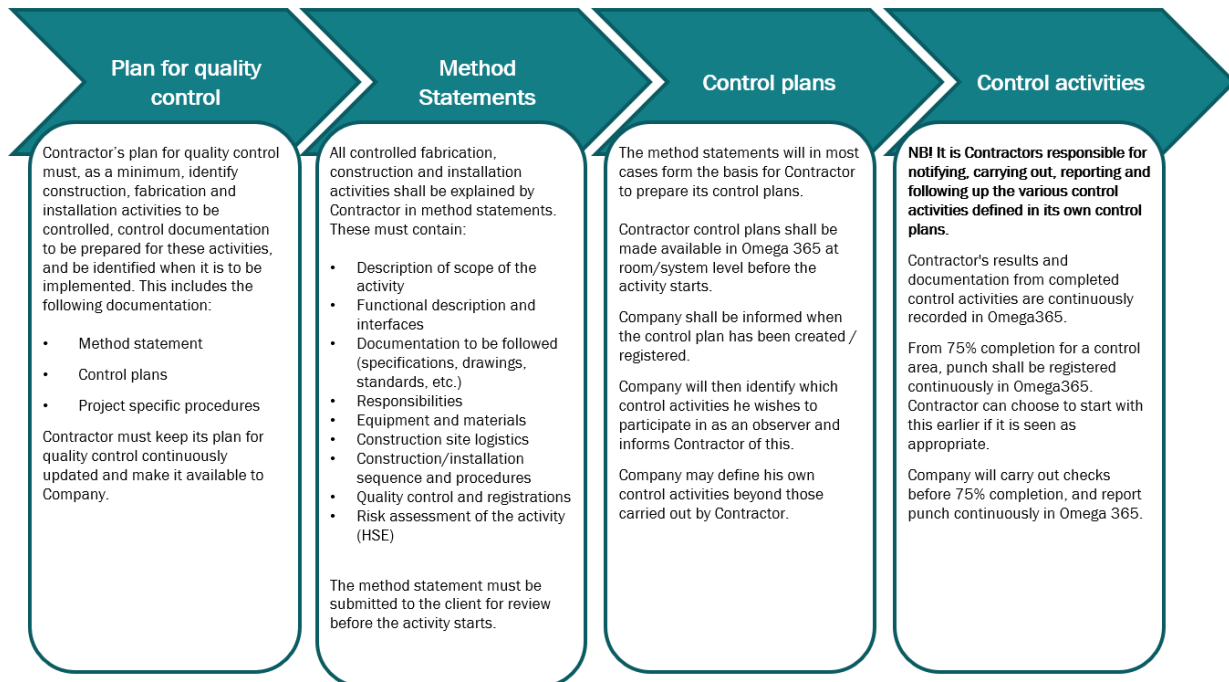 Plan for quality
control
Contractor's plan for quality control
must, as a minimum, identify
construction, fabrication and
installation activities to be
controlled, control documentation
to be prepared for these activities,
and be identified when it is to be
implemented. This includes the
following documentation:
• Method statement
• Control plans
• Project specific procedures
Contractor must keep its plan for
quality control continuously
updated and make it available to
Company.
Method
Statements
All controlled fabrication,
construction and installation
activities shall be explained by
Contractor in method statements.
These must contain:
• Description of scope of the
activity
• Functional description and
interfaces
• Documentation to be followed
(specifications, drawings,
standards, etc.)
• Responsibilities
• Equipment and materials
• Construction site logistics
• Construction/installation
sequence and procedures
• Quality control and registrations
• Risk assessment of the activity
(HSE)
The method statement must be
submitted to the client for review
before the activity starts.
Control plans
The method statements will in most
cases form the basis for Contractor
to prepare its control plans.
Contractor control plans shall be
made available in Omega 365 at
room/system level before the
activity starts.
Company shall be informed when
the control plan has been created /
registered.
Company will then identify which
control activities he wishes to
participate in as an observer and
informs Contractor of this.
Company may define his own
control activities beyond those
carried out by Contractor.
Control activities
NB! It is Contractors responsible for
notifying, carrying out, reporting and
following up the various control
activities defined in its own control
plans.
Contractor's results and
documentation from completed
control activities are continuously
recorded in Omega365.
From 75% completion for a control
area, punch shall be registered
continuously in Omega365.
Contractor can choose to start with
this earlier if it is seen as
appropriate.
Company will carry out checks
before 75% completion, and report
punch continuously in Omega 365.